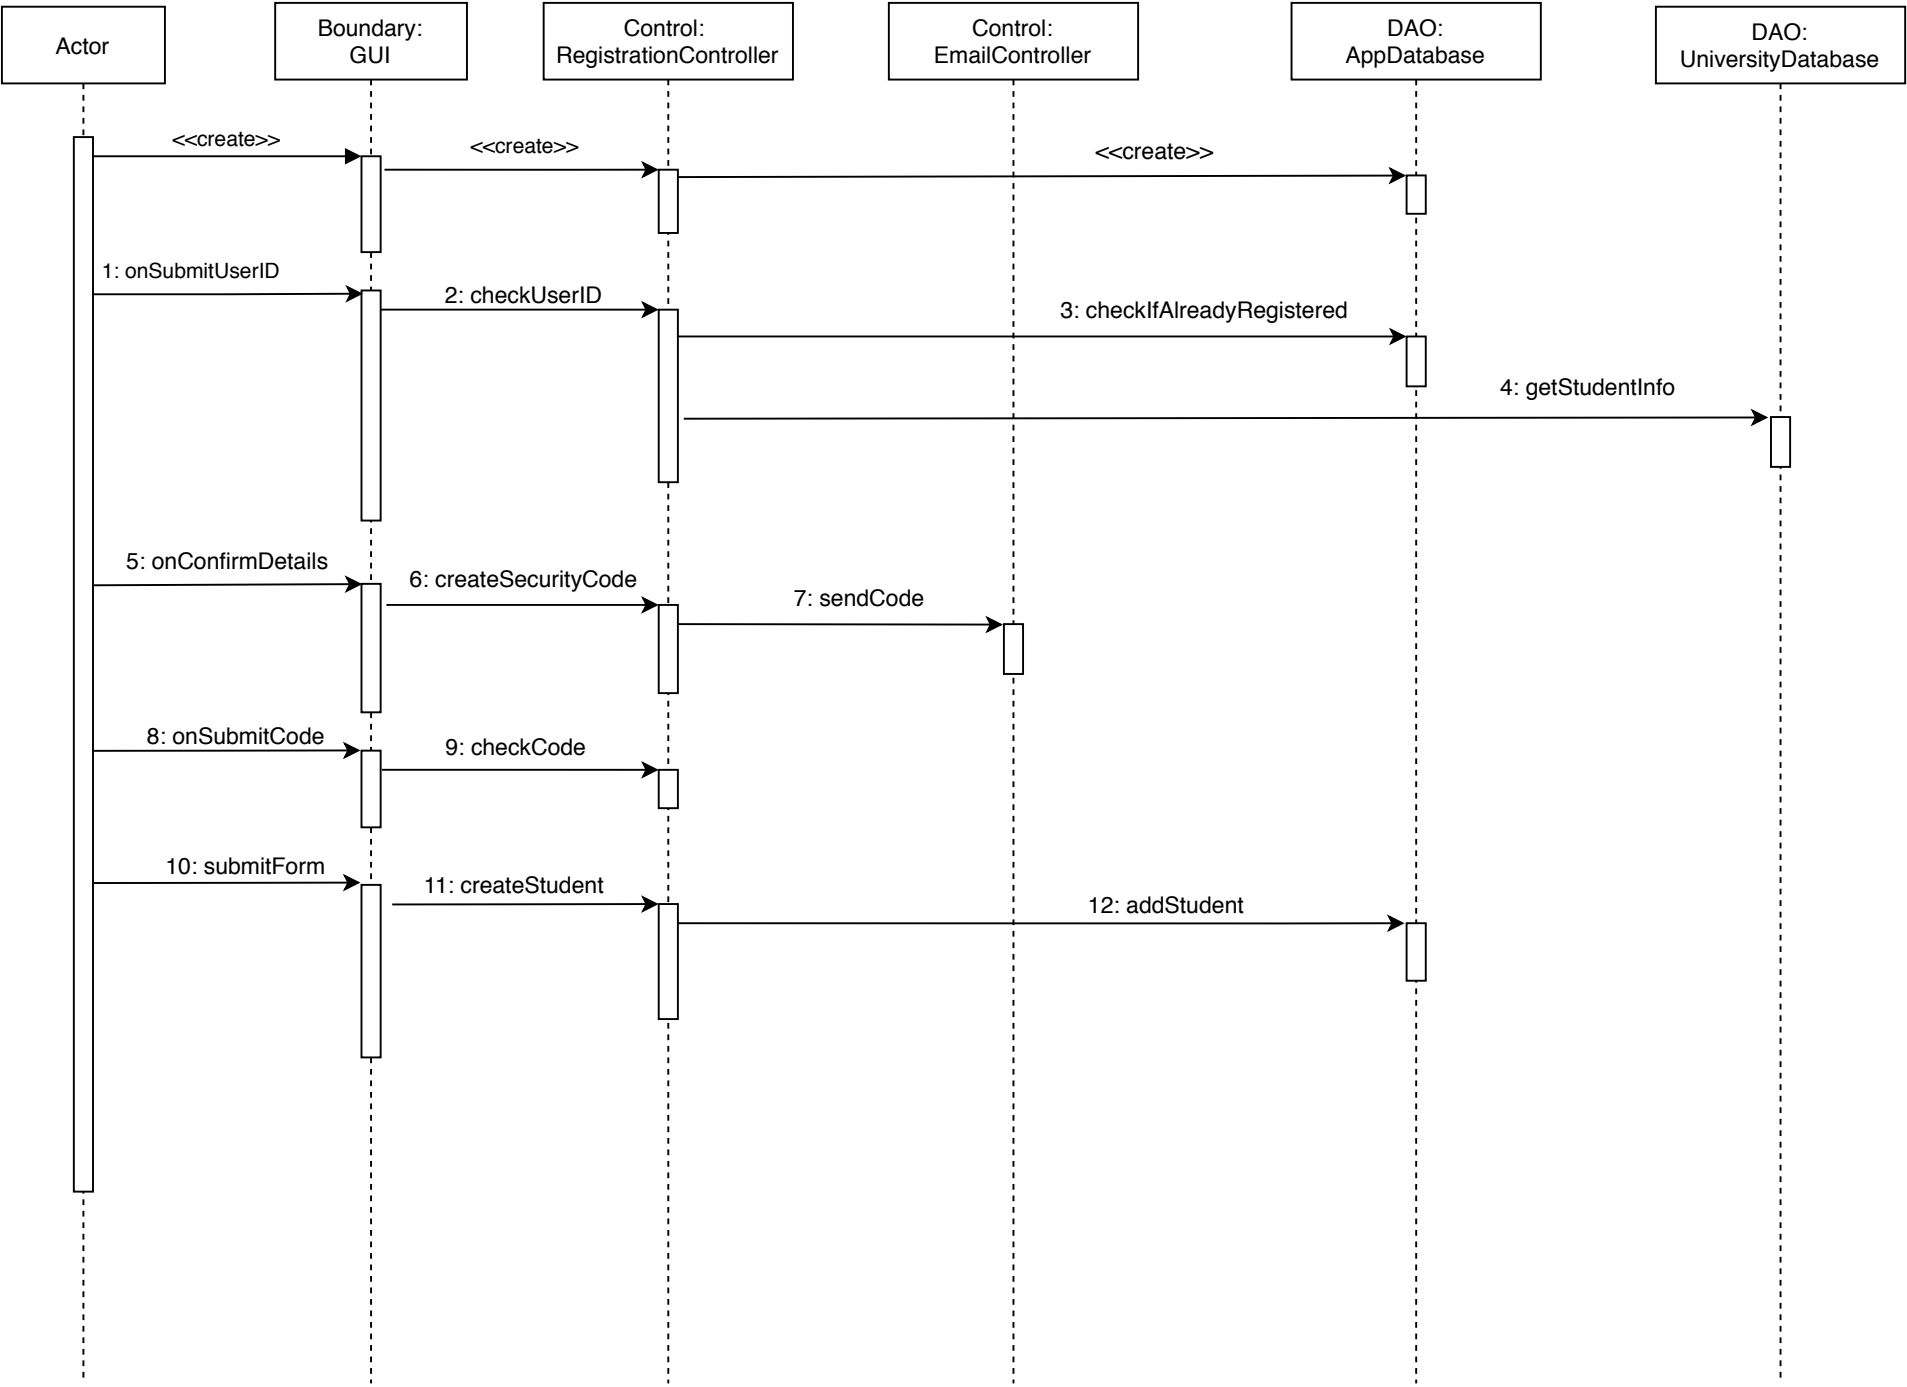 Actor
Boundary:
GUI
Control:
RegistrationController
Control:
EmailController
DAO:
AppDatabase
DAO:
UniversityDatabase
<<create>>
<<create>>
<<create>>
1: onSubmitUserID
2: checkUserID
3: checkIfAlreadyRegistered
4: getStudentInfo
5: onConfirmDetails
6: createSecurityCode
7: sendCode
8: onSubmitCode
9: checkCode
10: submitForm
11: createStudent
12: addStudent